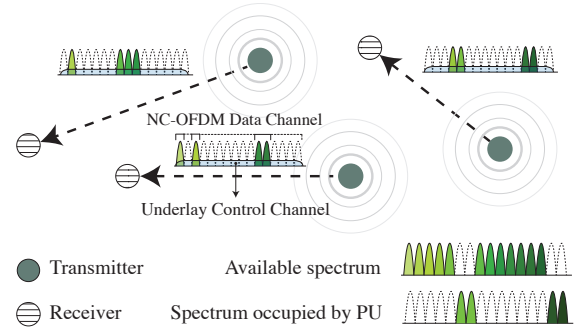 NC-OFDM Data Channel
Underlay Control Channel
Transmitter
Available spectrum
Receiver
Spectrum occupied by PU